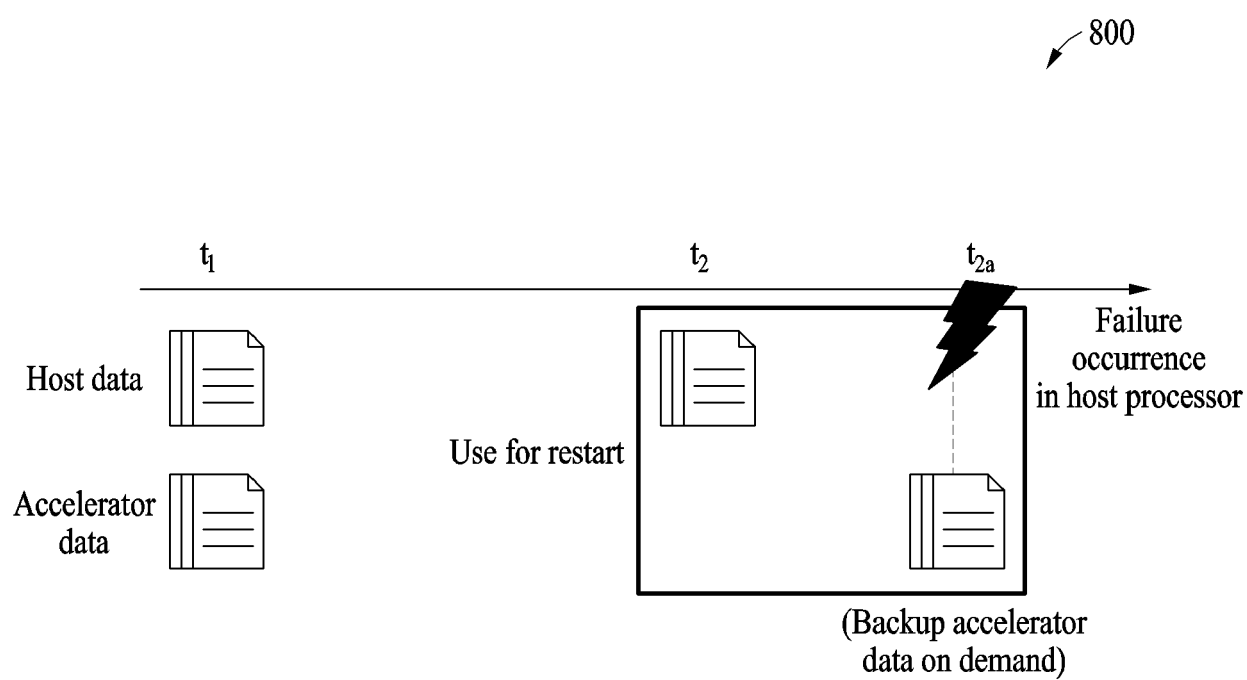 800
t1
t2
t2a
Host data
Failure
occurrence
in host processor
Use for restart
Accelerator
data
(Backup accelerator
data on demand)